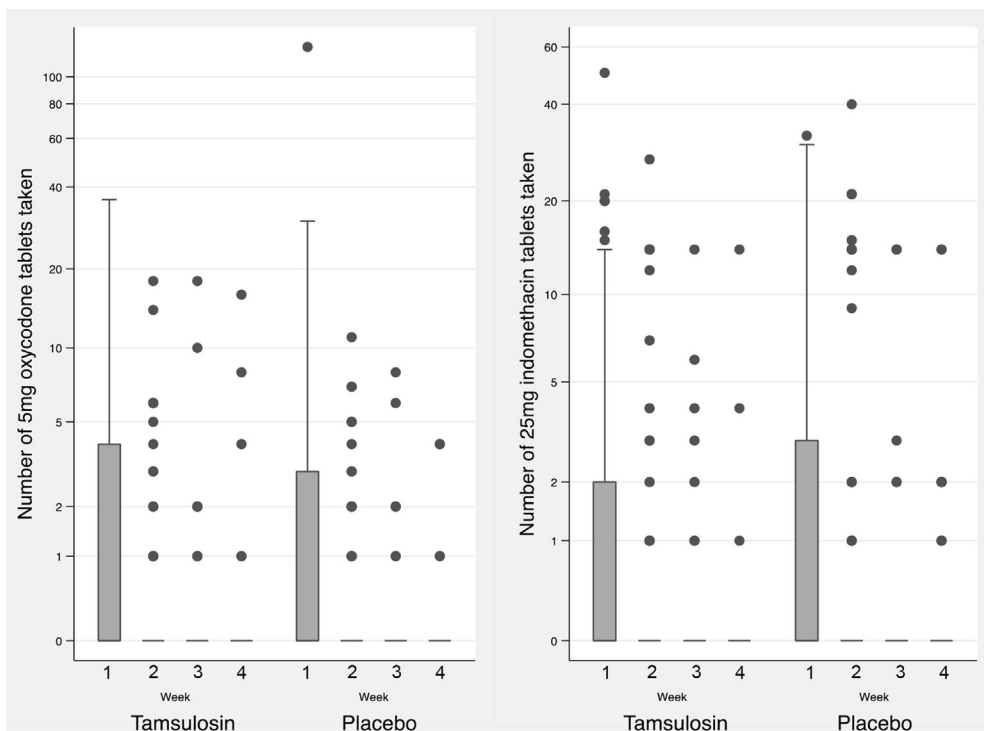 Number of 5mg oxycodone tablets taken
100
80
60
40
20
10
5
2
1
0
1 2 3 4 1 2 3 4
Week Week
Tamsulosin Placebo
Number of 25mg indomethacin tablets taken
60
40
20
10
5
2
1
0
1 2 3 4 1 2 3 4
Week Week
Tamsulosin Placebo